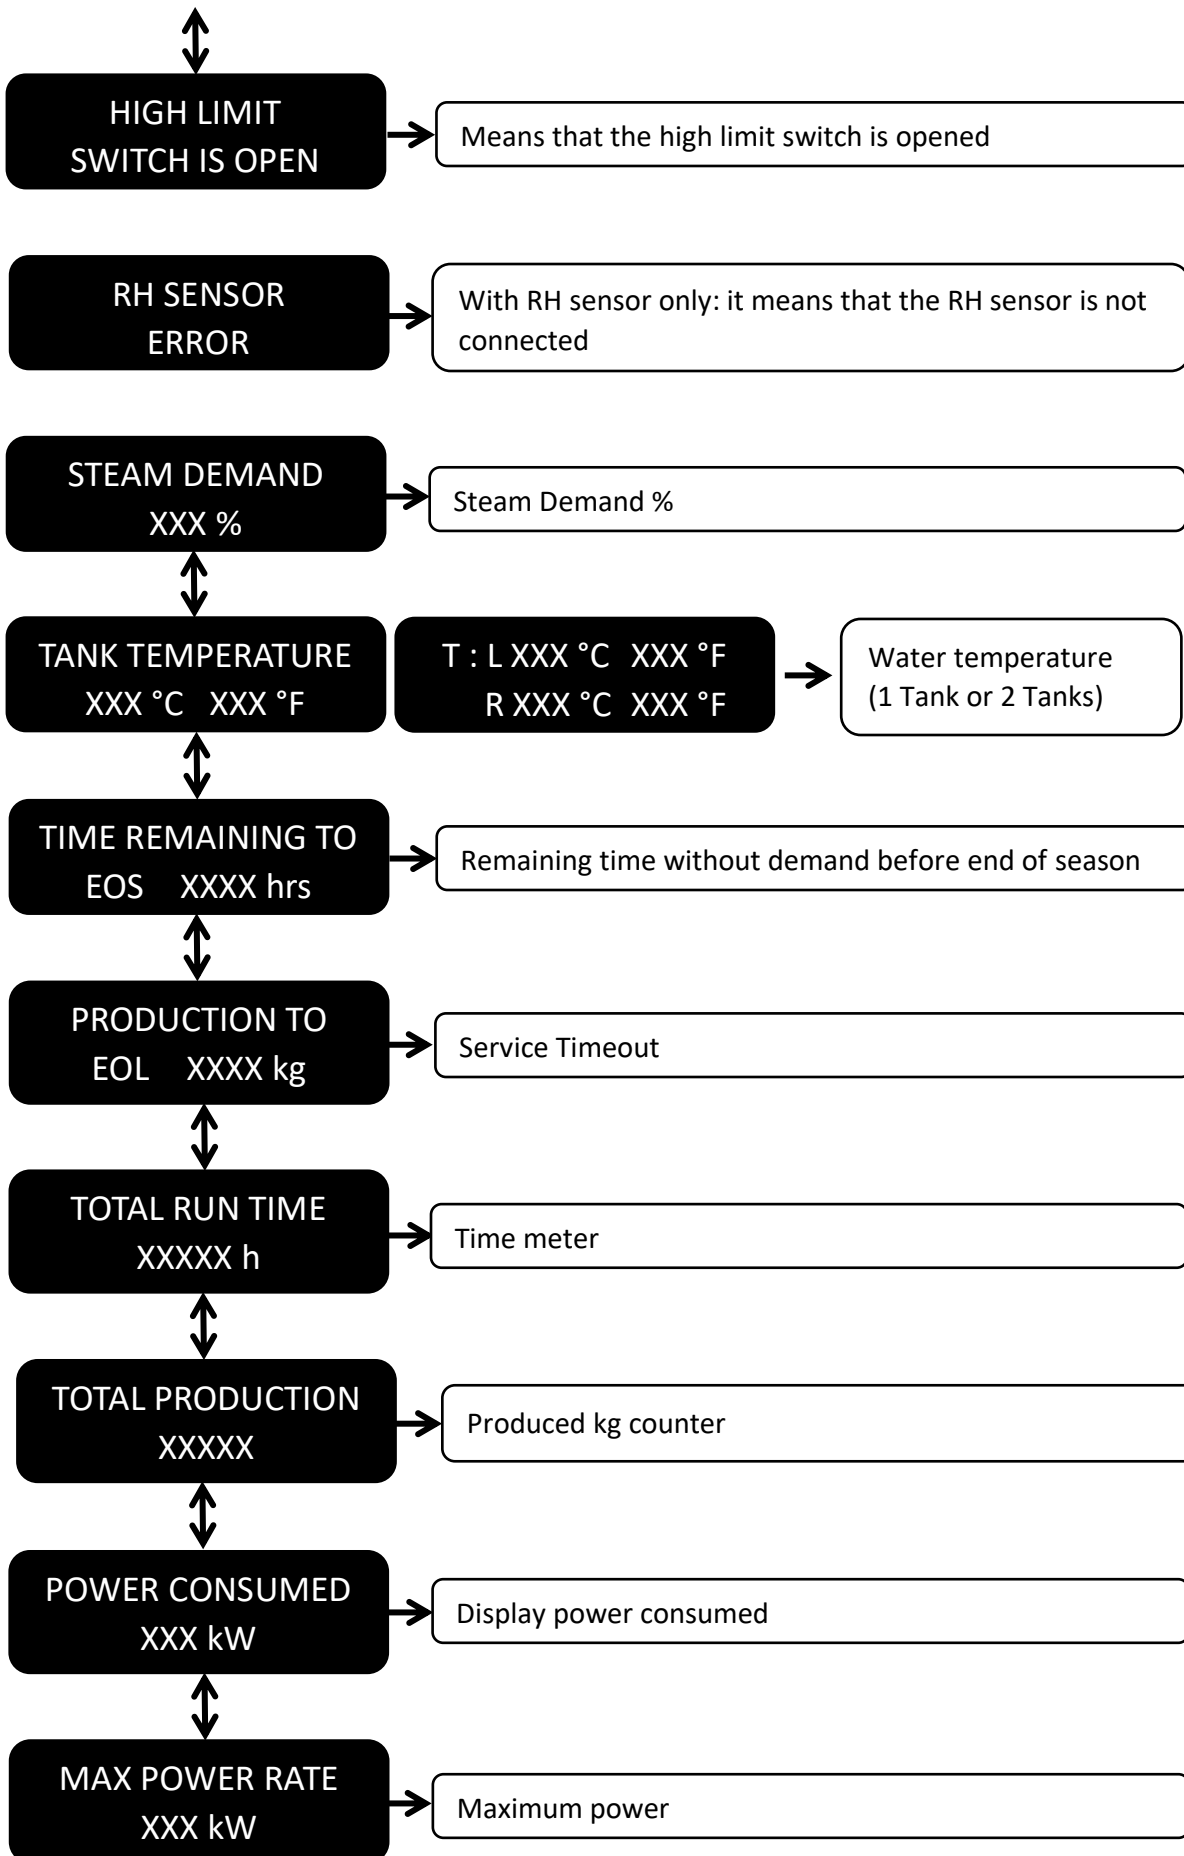 HIGH LIMIT
SWITCH IS OPEN
Means that the high limit switch is opened
RH SENSOR
ERROR
With RH sensor only: it means that the RH sensor is not
connected
STEAM DEMAND
XXX %
Steam Demand %
TANK TEMPERATURE
XXX °C XXX °F
T : L XXX °C XXX °F
R XXX °C XXX °F
Water temperature
(1 Tank or 2 Tanks)
TIME REMAINING TO
EOS XXXX hrs
Remaining time without demand before end of season
PRODUCTION TO
EOL XXXX kg
Service Timeout
TOTAL RUN TIME
XXXXX h
Time meter
TOTAL PRODUCTION
XXXXX
Produced kg counter
POWER CONSUMED
XXX kW
Display power consumed
MAX POWER RATE
XXX kW
Maximum power